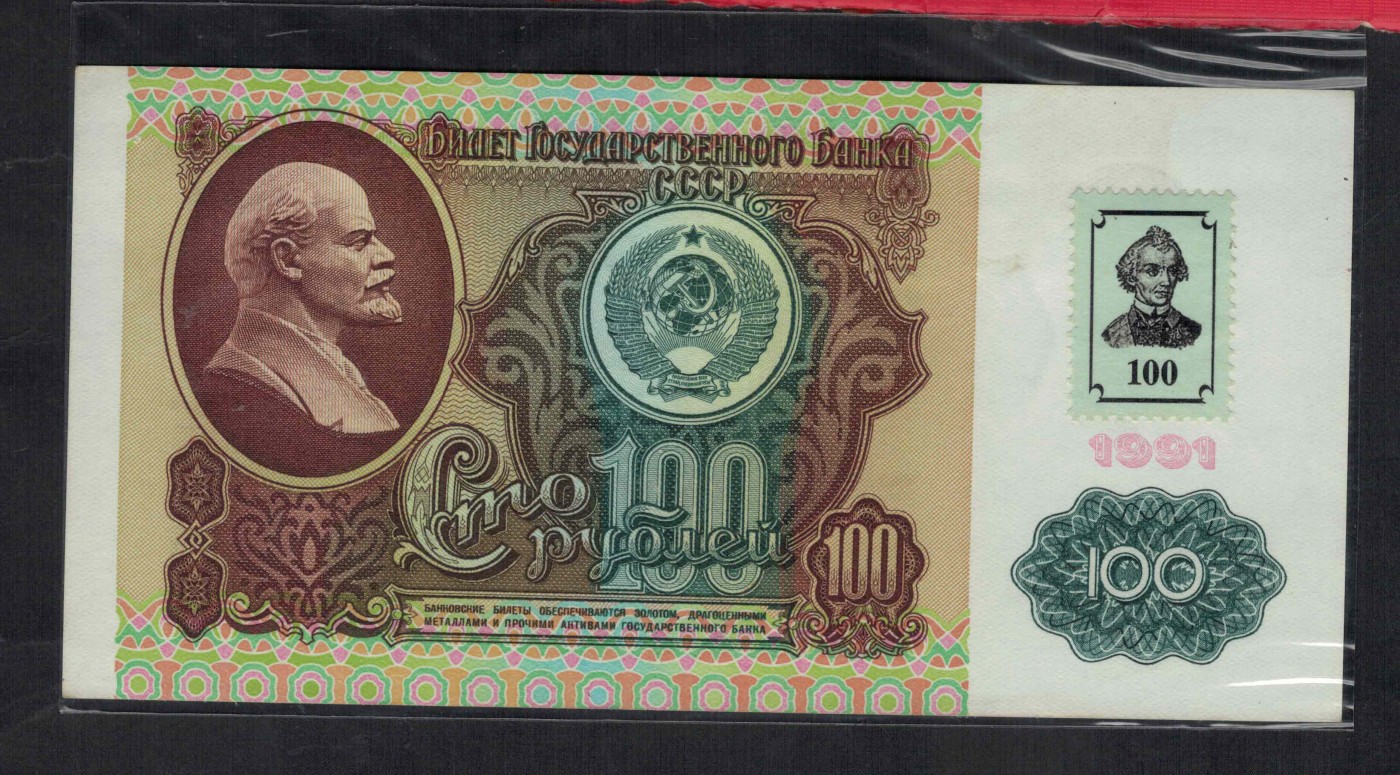 Билет Государственного Банка
СССР
100
1991
Сто
рублей
100
100
100
БАНКОВСКИЕ БИЛЕТЫ ОБЕСПЕЧИВАЮТСЯ ЗОЛОТОМ, ДРАГОЦЕННЫМИ
МЕТАЛЛАМИ И ПРОЧИМИ АКТИВАМИ ГОСУДАРСТВЕННОГО БАНКА